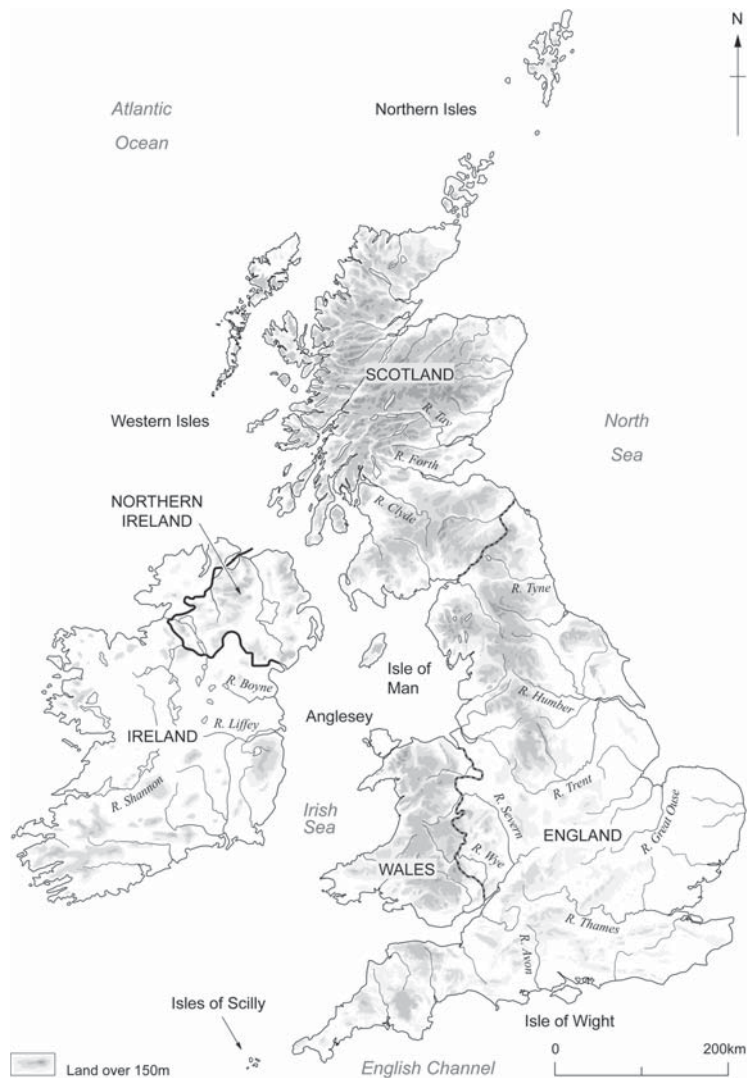 N
Atlantic
Ocean
Northern Isles
SCOTLAND
R. Tay
Western Isles
North
Sea
R. Forth
NORTHERN
IRELAND
R. Clyde
R. Tyne
Isle of
Man
R. Boyne
R. Humber
Anglesey
R. Liffey
IRELAND
R. Trent
R. Shannon
Irish
Sea
R. Severn
R. Great Ouse
ENGLAND
R. Wye
WALES
R. Thames
R. Avon
Isles of Scilly
Isle of Wight
Land over 150m
English Channel
0 200km